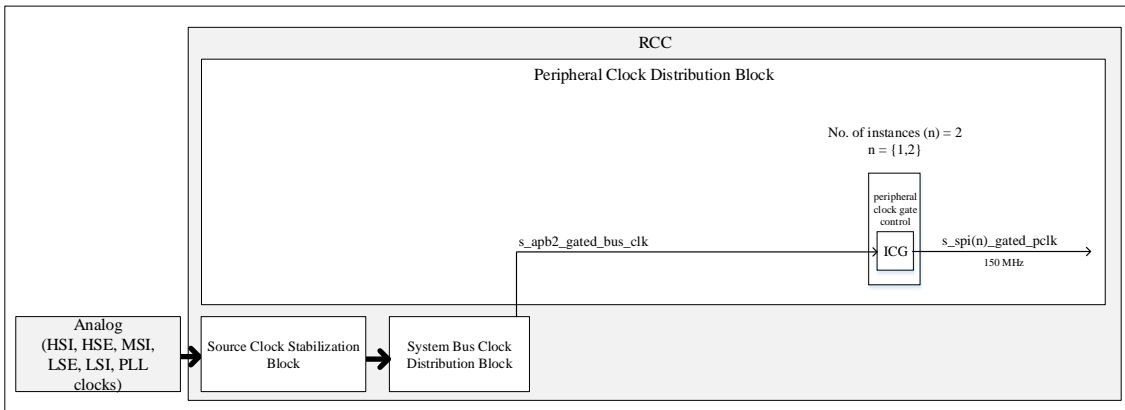 RCC
Peripheral Clock Distribution Block
No. of instances (n) = 2
n = {1,2}
peripheral
clock gate
control
s_apb2_gated_bus_clk
ICG
s_spi(n)_gated_pclk
150 MHz
Analog
(HSI, HSE, MSI,
LSE, LSI, PLL
clocks)
Source Clock Stabilization
Block
System Bus Clock
Distribution Block